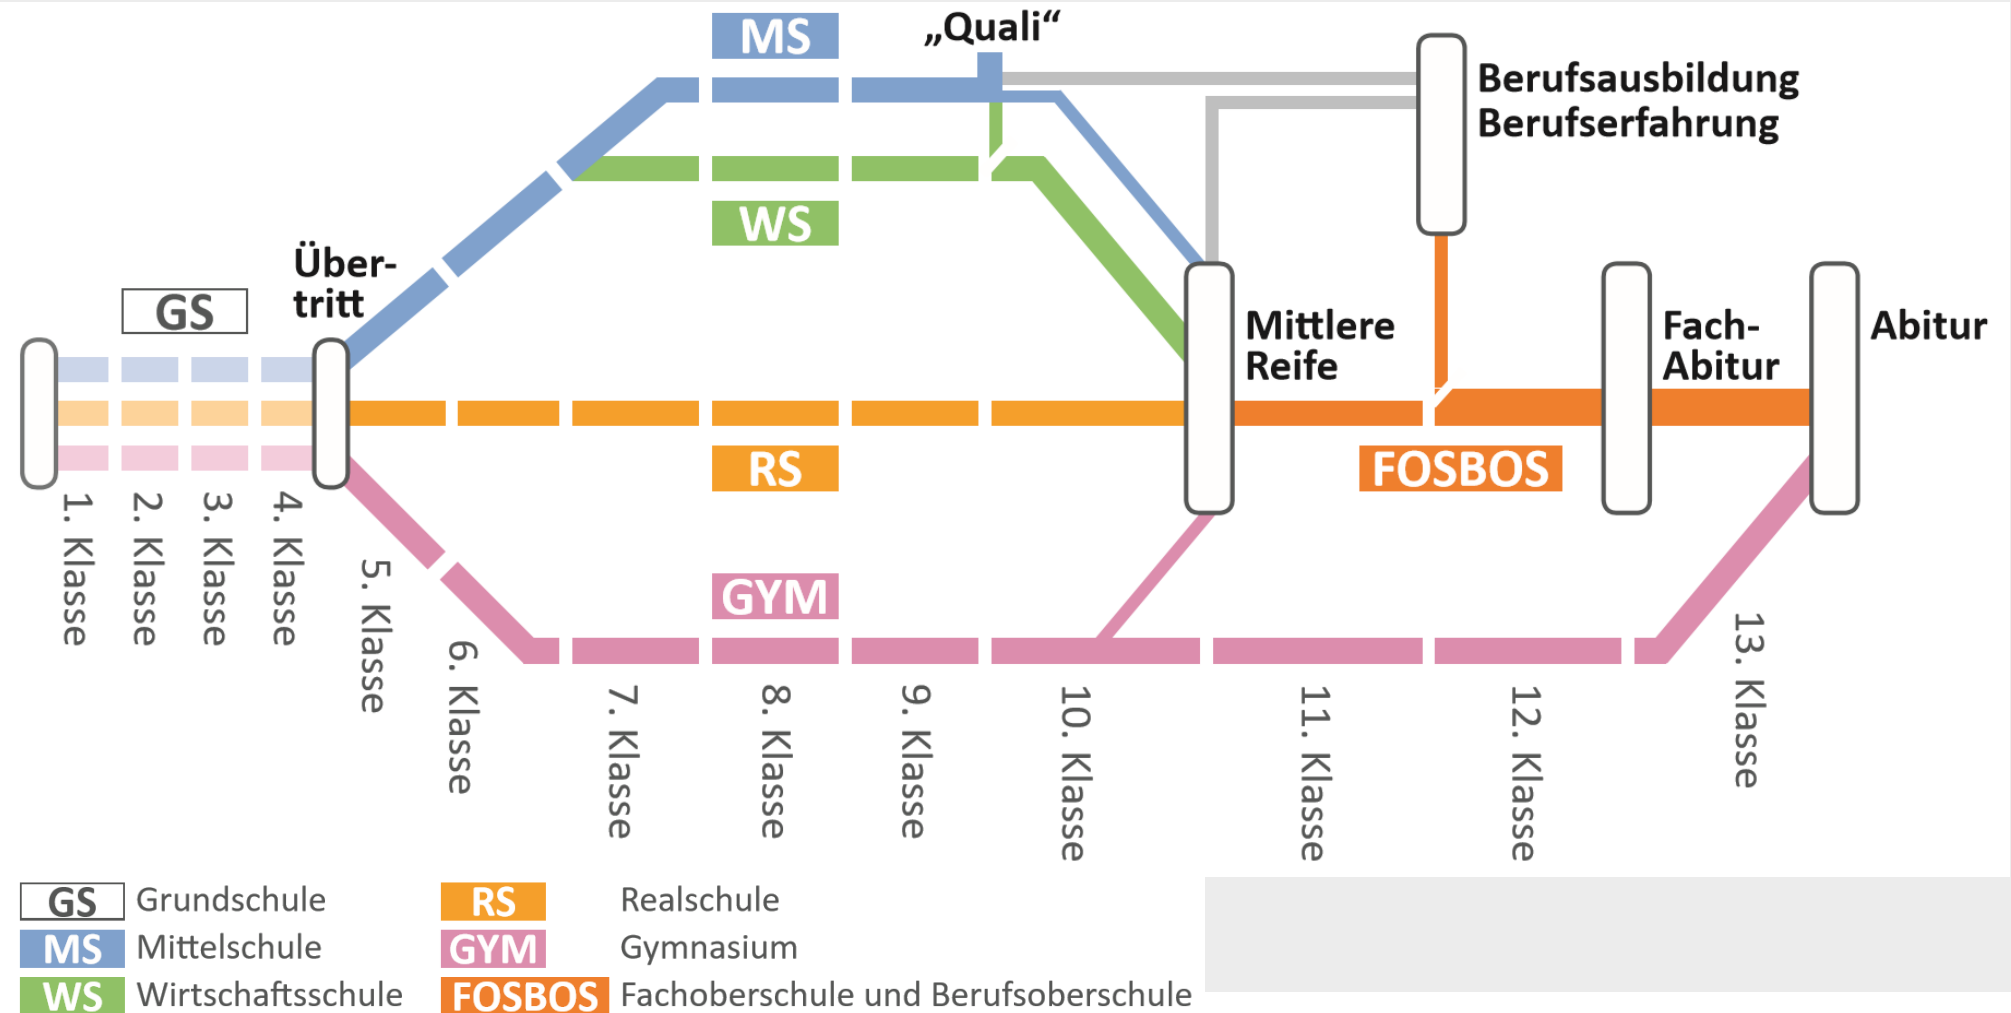 MS
„Quali“
Berufsausbildung
Berufserfahrung
WS
Über-
tritt
GS
Mittlere
Reife
Fach-
Abitur
Abitur
RS
FOSBOS
GYM
1. Klasse
2. Klasse
3. Klasse
4. Klasse
5. Klasse
6. Klasse
7. Klasse
8. Klasse
9. Klasse
10. Klasse
11. Klasse
12. Klasse
13. Klasse
GS Grundschule
MS Mittelschule
WS Wirtschaftsschule
RS Realschule
GYM Gymnasium
FOSBOS Fachoberschule und Berufsoberschule